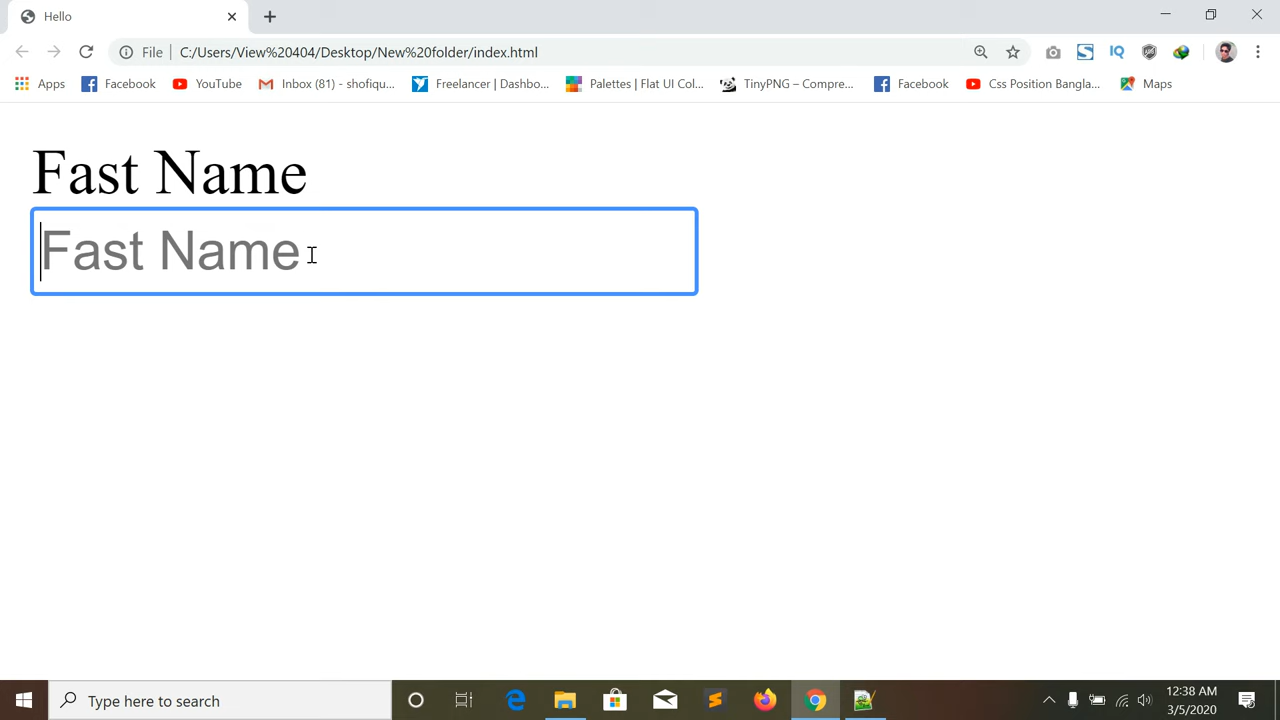 Hello
File C:/Users/View%20404/Desktop/New%20folder/index.html
Apps Facebook YouTube Inbox (81) - shofiqu... Freelancer | Dashbo... Palettes | Flat UI Col... TinyPNG – Compre... Facebook Css Position Bangla... Maps
Fast Name
Fast Name
Type here to search
12:38 AM
3/5/2020